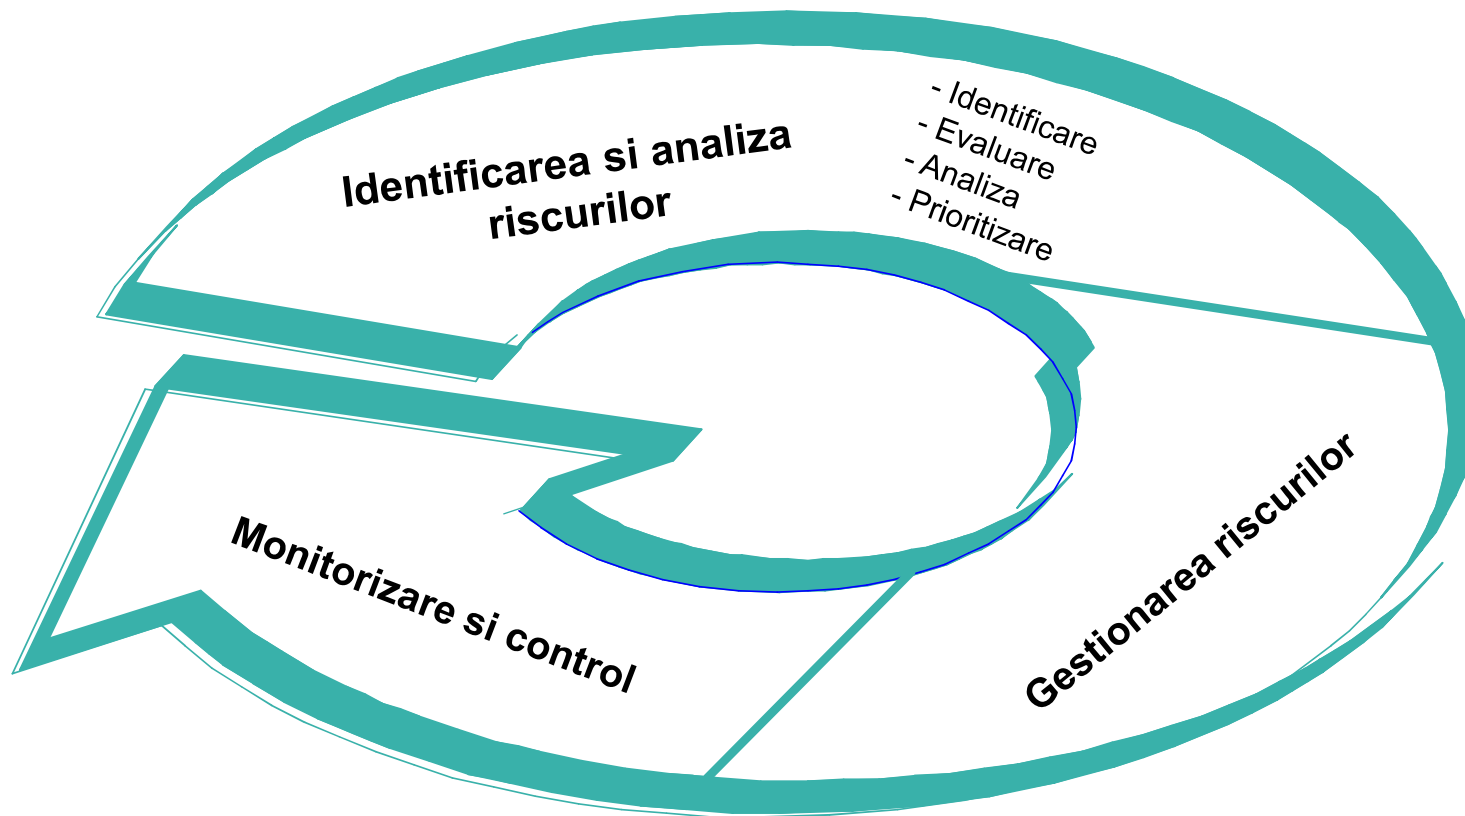 Identificarea si analiza
riscurilor
- Identificare
- Evaluare
- Analiza
- Prioritizare
Gestionarea riscurilor
Monitorizare si control